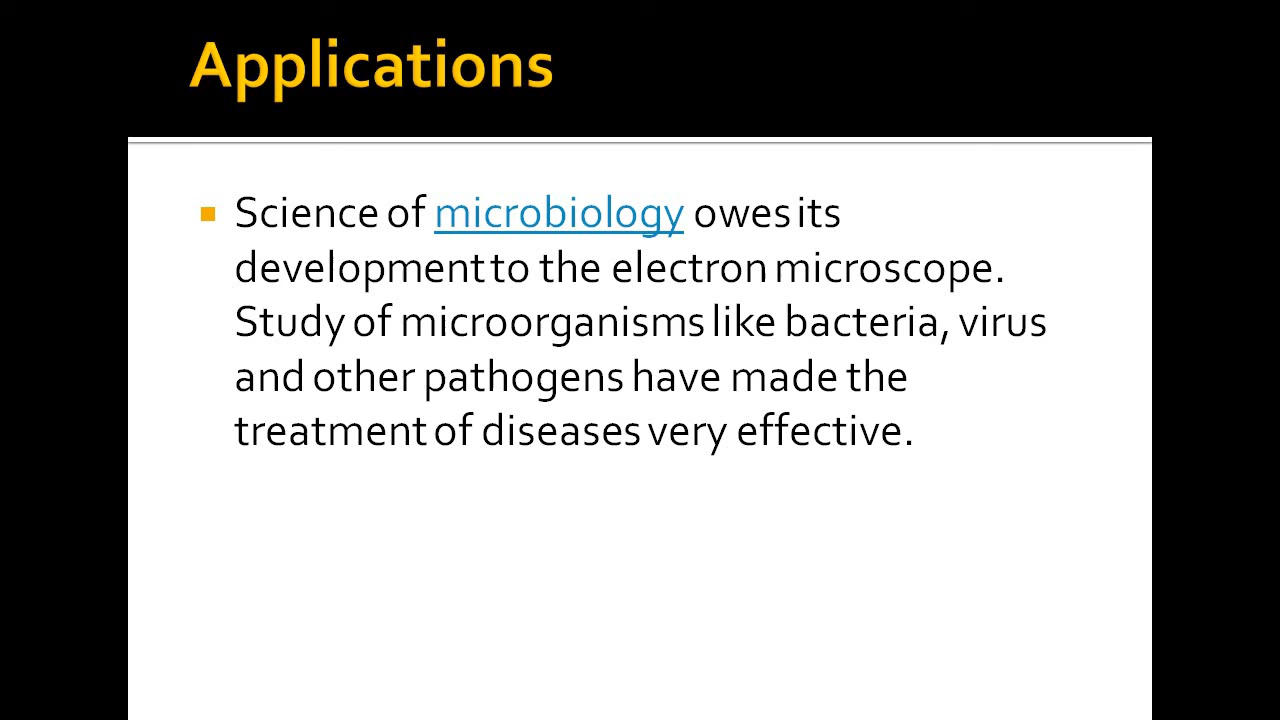 Applications
Science of microbiology owes its
development to the electron microscope.
Study of microorganisms like bacteria, virus
and other pathogens have made the
treatment of diseases very effective.